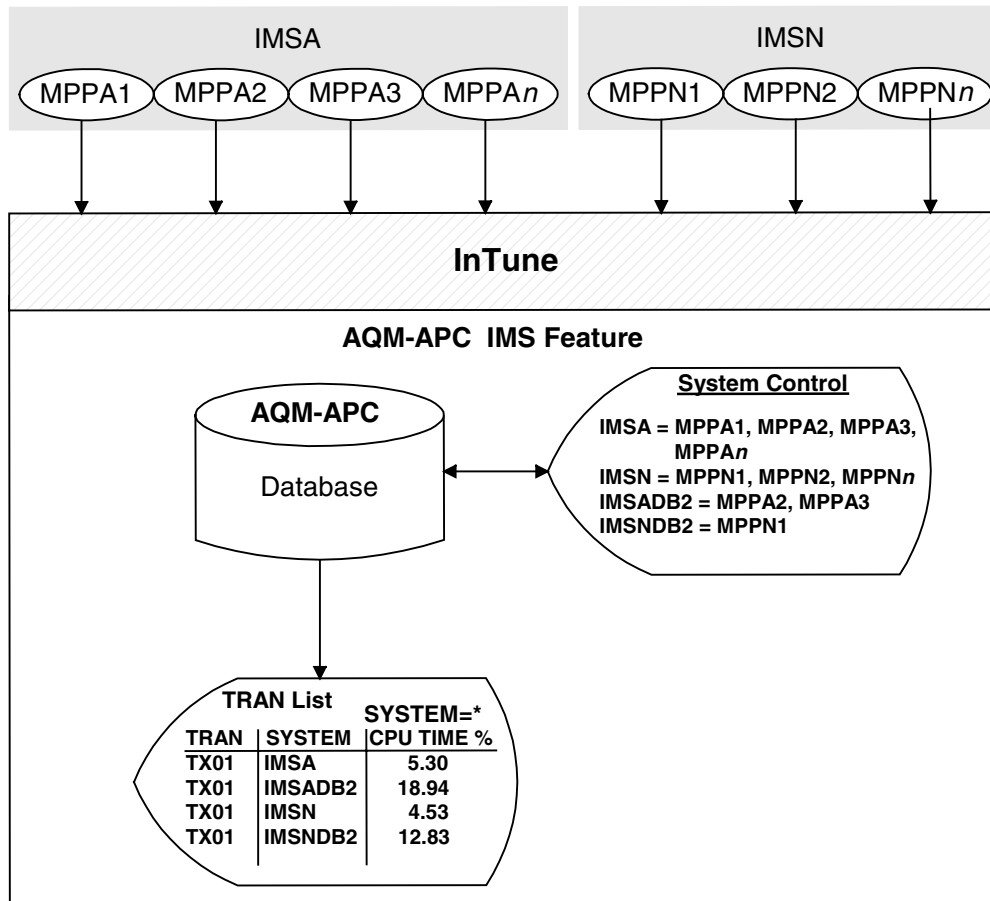 IMSA
IMSN
MPPA1 MPPA2 MPPA3 MPPAn
MPPN1 MPPN2 MPPNn
InTune
AQM-APC IMS Feature
AQM-APC
Database
System Control
IMSA = MPPA1, MPPA2, MPPA3,
MPPAn
IMSN = MPPN1, MPPN2, MPPNn
IMSADB2 = MPPA2, MPPA3
IMSNDB2 = MPPN1
TRAN List
SYSTEM=*
TRAN SYSTEM CPU TIME %
TX01 IMSA 5.30
TX01 IMSADB2 18.94
TX01 IMSN 4.53
TX01 IMSNDB2 12.83